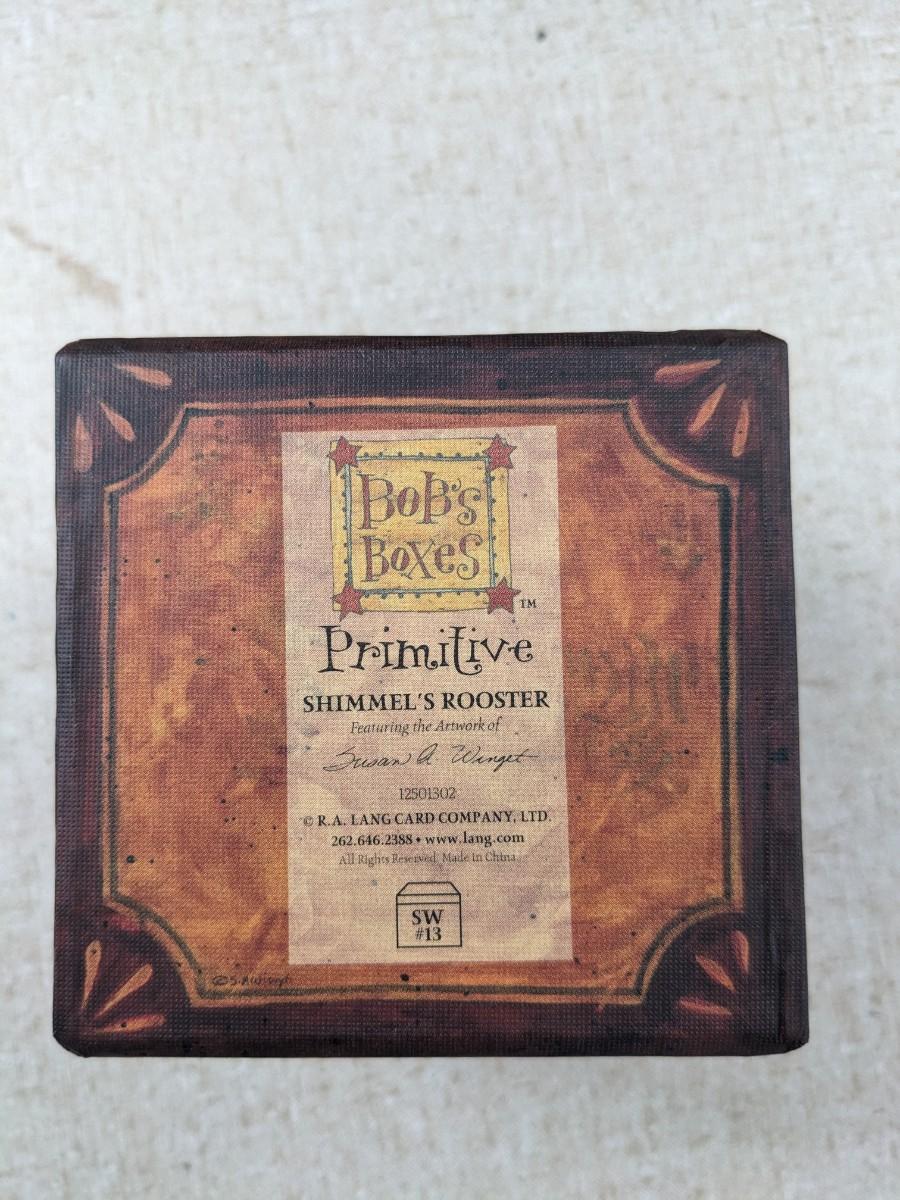 BOB'S
BOXES
TM
Primitive
SHIMMEL'S ROOSTER
Featuring the Artwork of
Susan A. Winget
12501302
© R.A. LANG CARD COMPANY, LTD.
262.646.2388 • www.lang.com
All Rights Reserved. Made in China.
SW
#13
©S.A.Winget